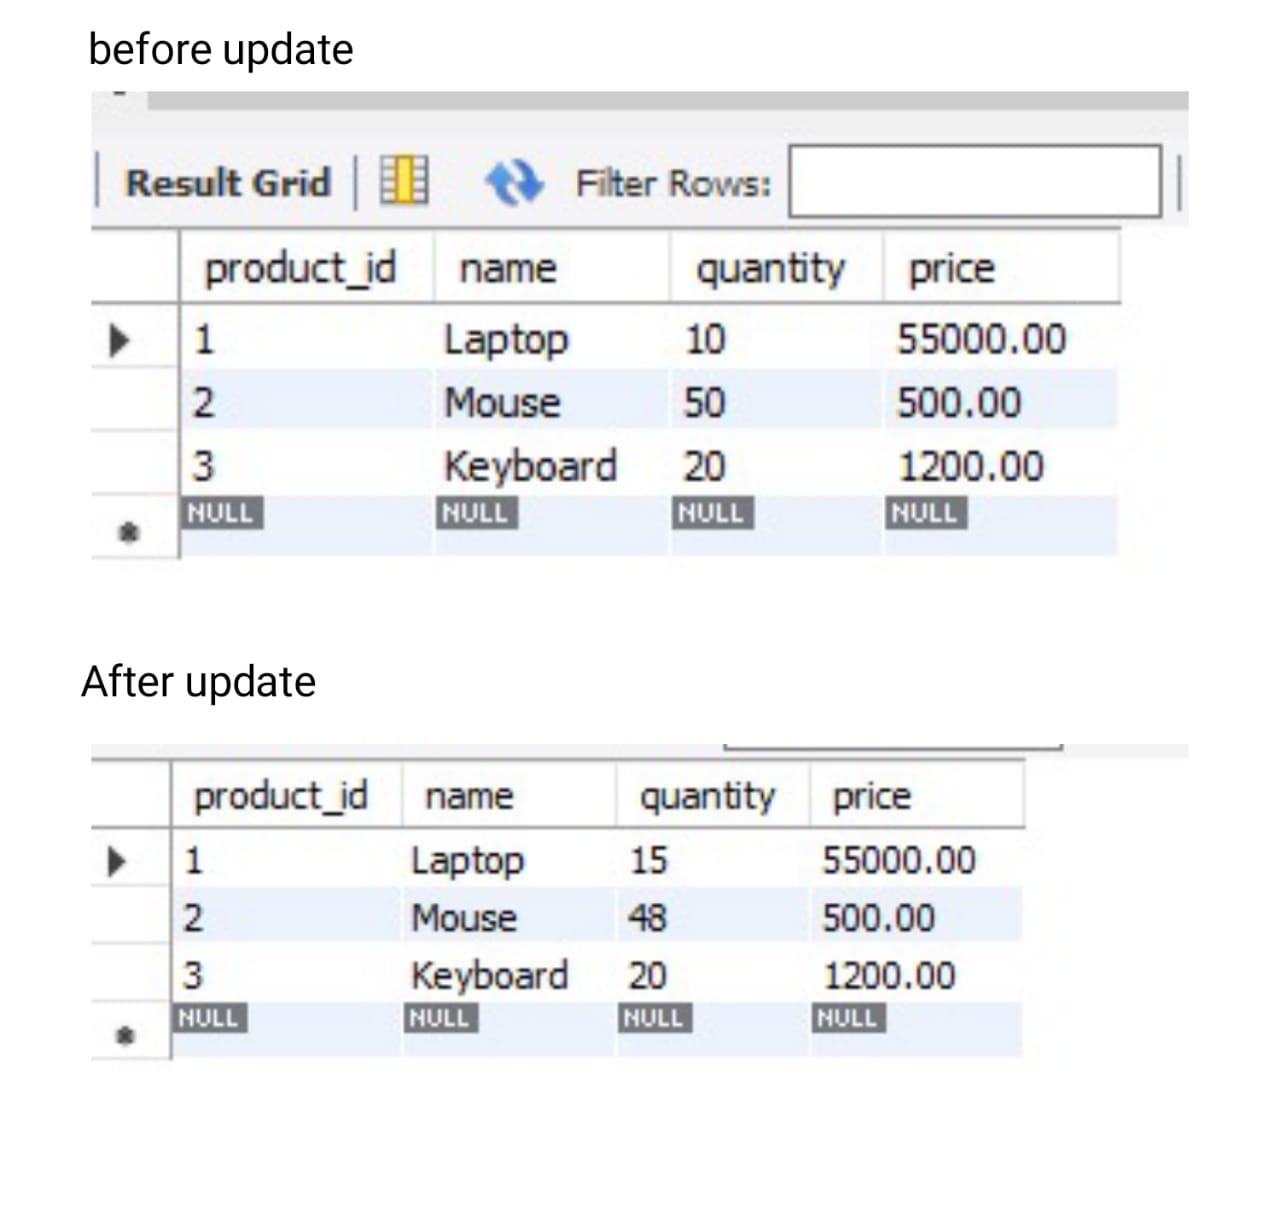 before update
Result Grid Filter Rows:
product_id name quantity price
1 Laptop 10 55000.00
2 Mouse 50 500.00
3 Keyboard 20 1200.00
NULL NULL NULL NULL
After update
product_id name quantity price
1 Laptop 15 55000.00
2 Mouse 48 500.00
3 Keyboard 20 1200.00
NULL NULL NULL NULL